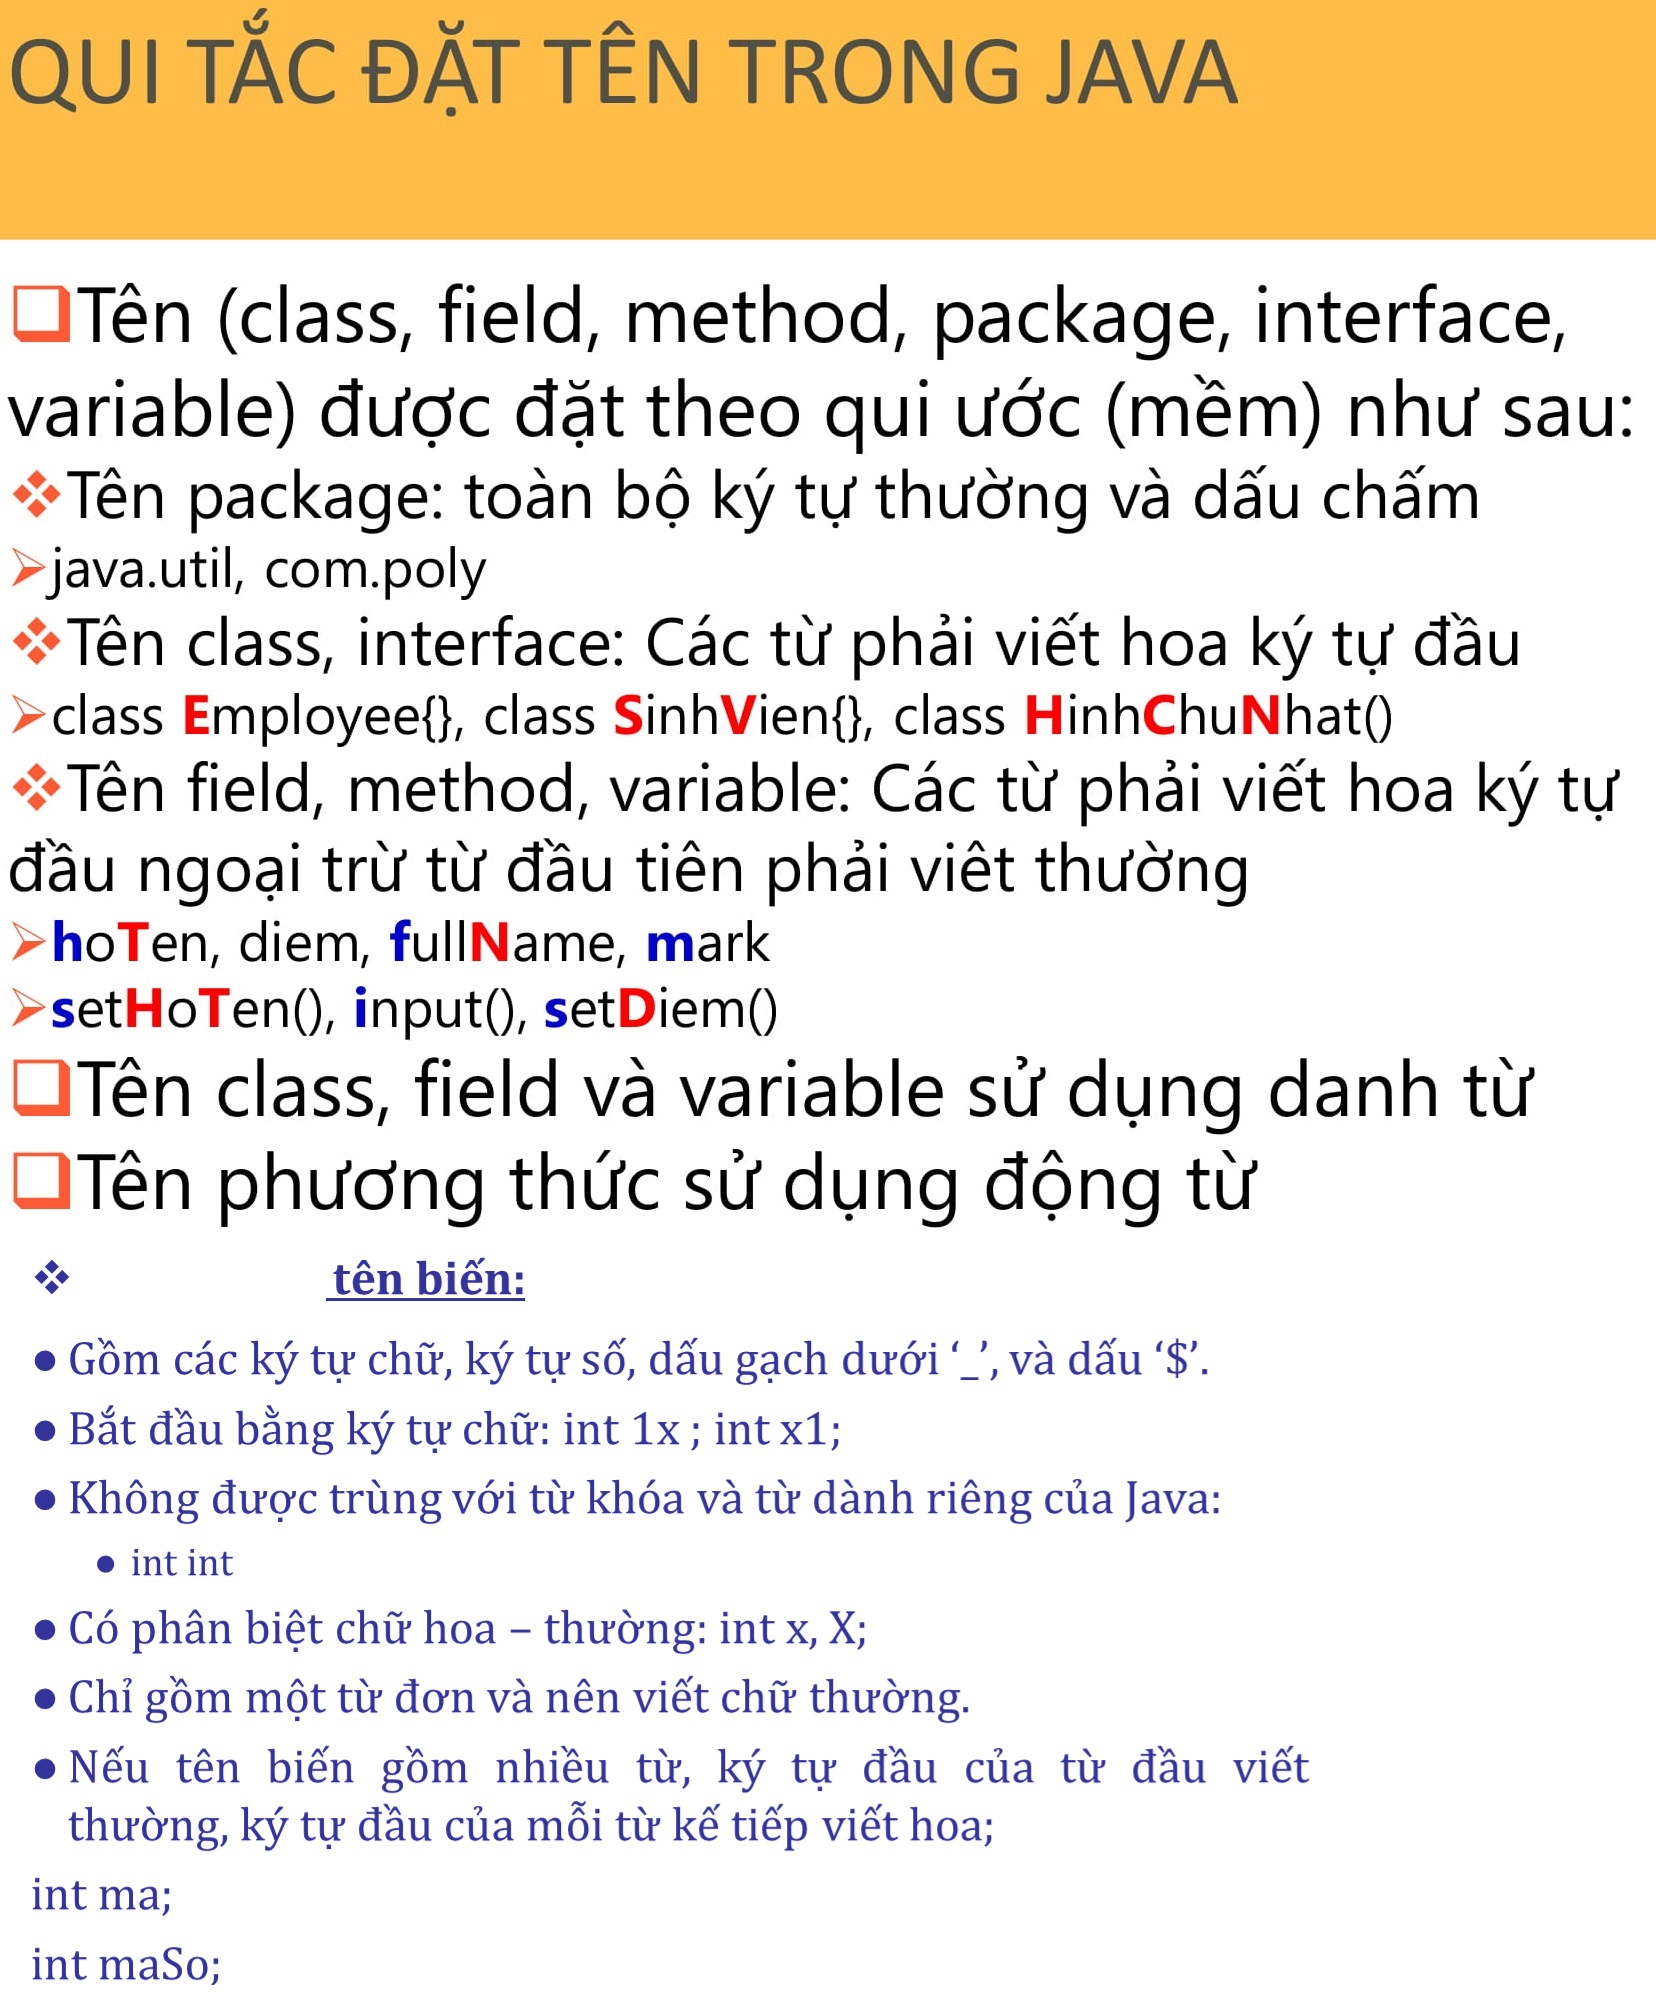 QUI TẮC ĐẶT TÊN TRONG JAVA
Tên (class, field, method, package, interface,
variable) được đặt theo qui ước (mềm) như sau:
Tên package: toàn bộ ký tự thường và dấu chấm
java.util, com.poly
Tên class, interface: Các từ phải viết hoa ký tự đầu
class Employee{}, class SinhVien{}, class HinhChuNhat()
Tên field, method, variable: Các từ phải viết hoa ký tự
đầu ngoại trừ từ đầu tiên phải viêt thường
hoTen, diem, fullName, mark
setHoTen(), input(), setDiem()
Tên class, field và variable sử dụng danh từ
Tên phương thức sử dụng động từ
tên biến:
● Gồm các ký tự chữ, ký tự số, dấu gạch dưới ‘_’, và dấu ‘$’.
● Bắt đầu bằng ký tự chữ: int 1x ; int x1;
● Không được trùng với từ khóa và từ dành riêng của Java:
● int int
● Có phân biệt chữ hoa – thường: int x, X;
● Chỉ gồm một từ đơn và nên viết chữ thường.
● Nếu tên biến gồm nhiều từ, ký tự đầu của từ đầu viết
thường, ký tự đầu của mỗi từ kế tiếp viết hoa;
int ma;
int maSo;